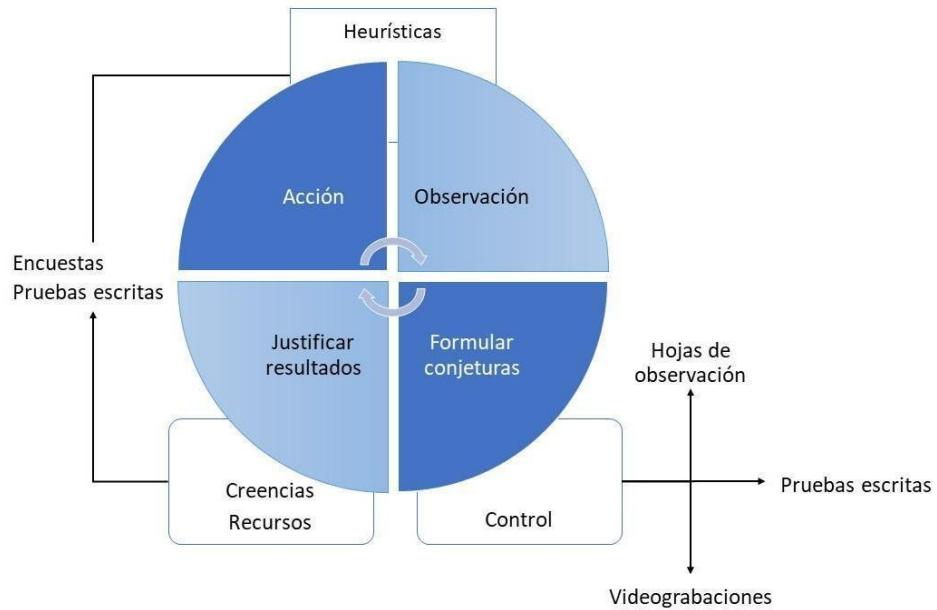 Heurísticas
Acción
Observación
Encuestas
Pruebas escritas
Justificar
resultados
Formular
conjeturas
Hojas de
observación
Creencias
Recursos
Control
Pruebas escritas
Videograbaciones